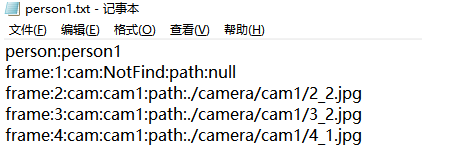 person1.txt - 记事本
文件(F) 编辑(E) 格式(O) 查看(V) 帮助(H)
person:person1
frame:1:cam:NotFind:path:null
frame:2:cam:cam1:path:./camera/cam1/2_2.jpg
frame:3:cam:cam1:path:./camera/cam1/3_2.jpg
frame:4:cam:cam1:path:./camera/cam1/4_1.jpg